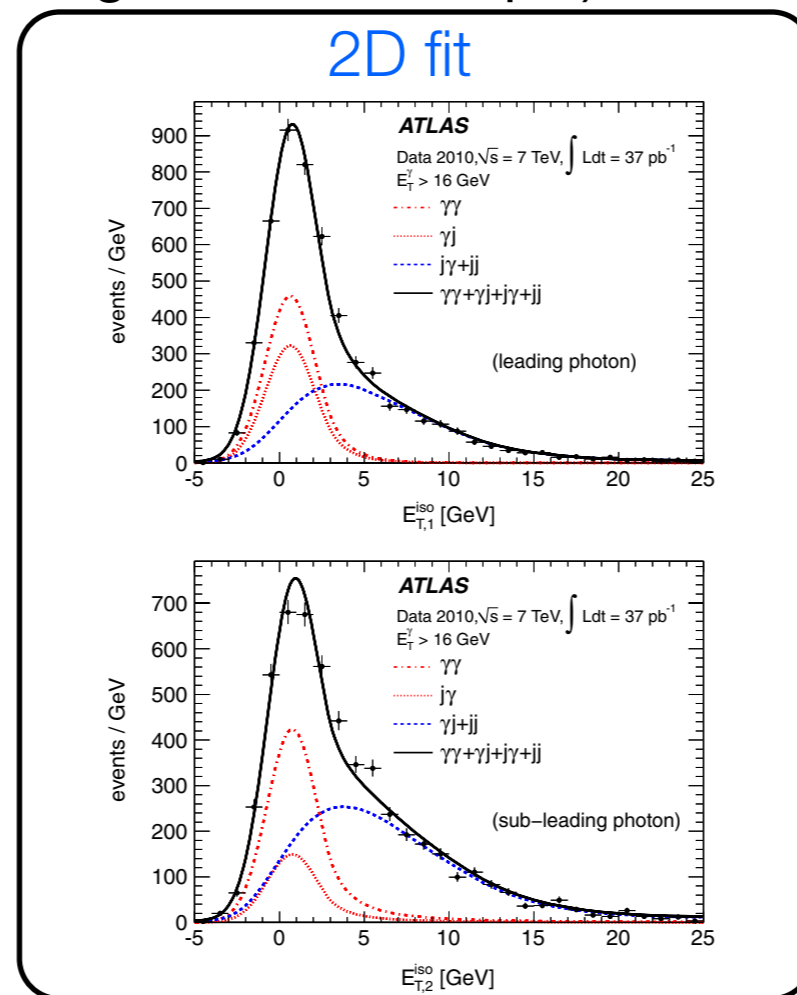 2D fit
ATLAS
Data 2010,√s = 7 TeV, ∫ Ldt = 37 pb⁻¹
E_T^γ > 16 GeV
γγ
γj
jγ+jj
γγ+γj+jγ+jj
(leading photon)
events / GeV
900
800
700
600
500
400
300
200
100
0
-5 0 5 10 15 20 25
E_{T,1}^{iso} [GeV]
ATLAS
Data 2010,√s = 7 TeV, ∫ Ldt = 37 pb⁻¹
E_T^γ > 16 GeV
γγ
jγ
γj+jj
γγ+γj+jγ+jj
(sub−leading photon)
events / GeV
700
600
500
400
300
200
100
0
-5 0 5 10 15 20 25
E_{T,2}^{iso} [GeV]